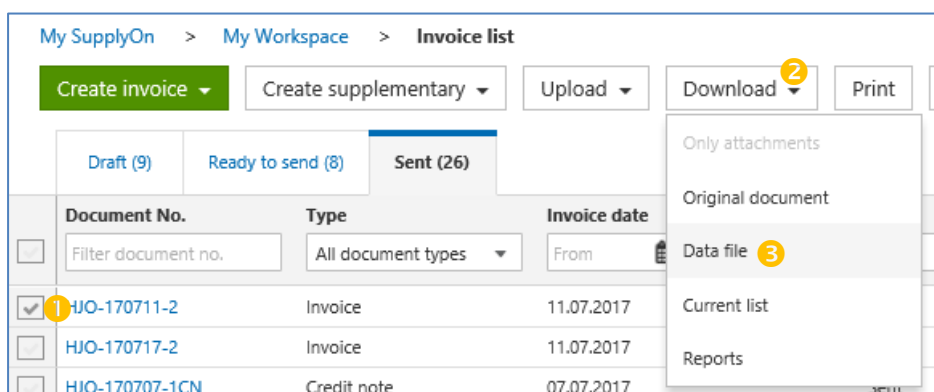 My SupplyOn > My Workspace > Invoice list
Create invoice Create supplementary Upload Download 2 Print
Only attachments
Draft (9) Ready to send (8) Sent (26)
Original document
Document No. Type Invoice date
Filter document no. All document types From
Data file 3
1 HJO-170711-2 Invoice 11.07.2017
Current list
HJO-170717-2 Invoice 11.07.2017
Reports
HJO-170707-1CN Credit note 07.07.2017 sent